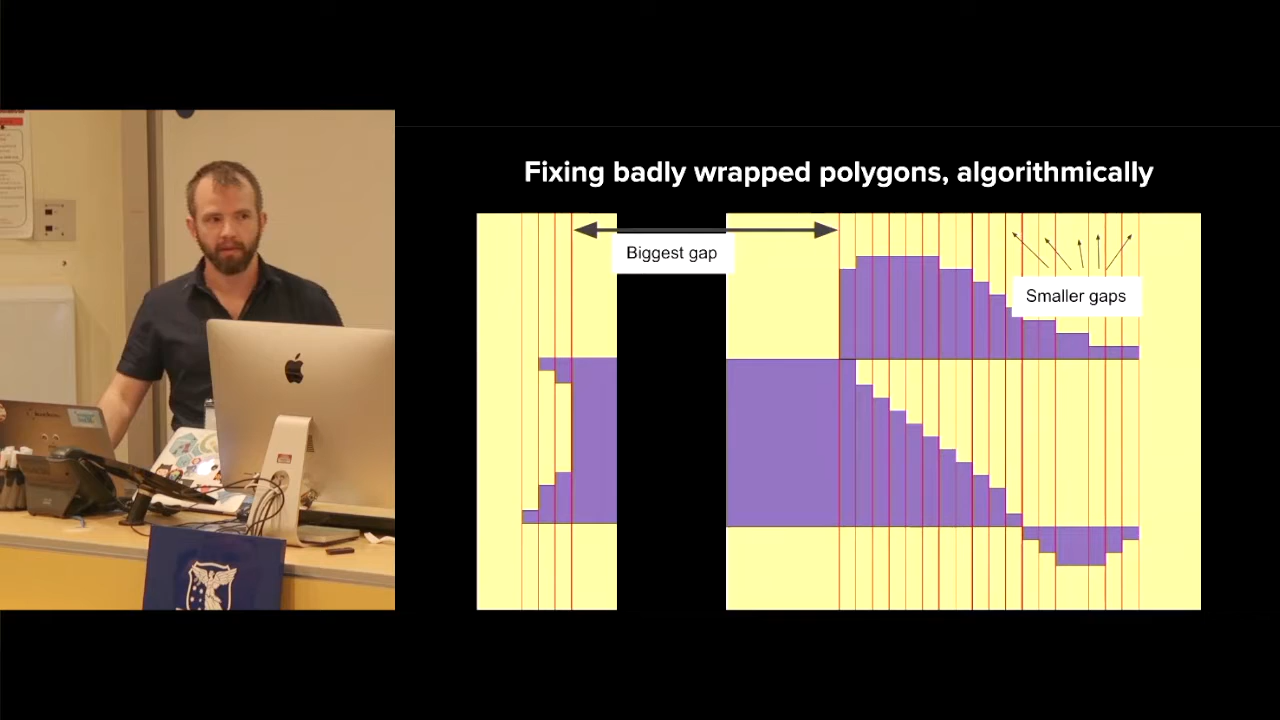 Fixing badly wrapped polygons, algorithmically
Biggest gap
Smaller gaps